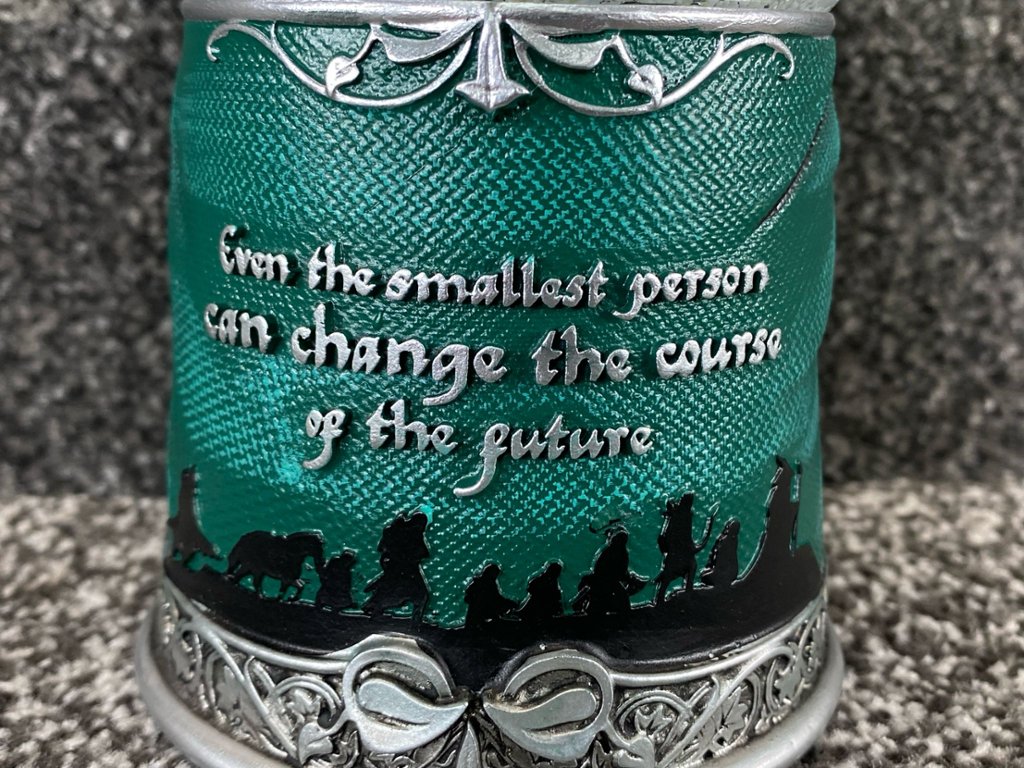 Even the smallest person
can change the course
of the future